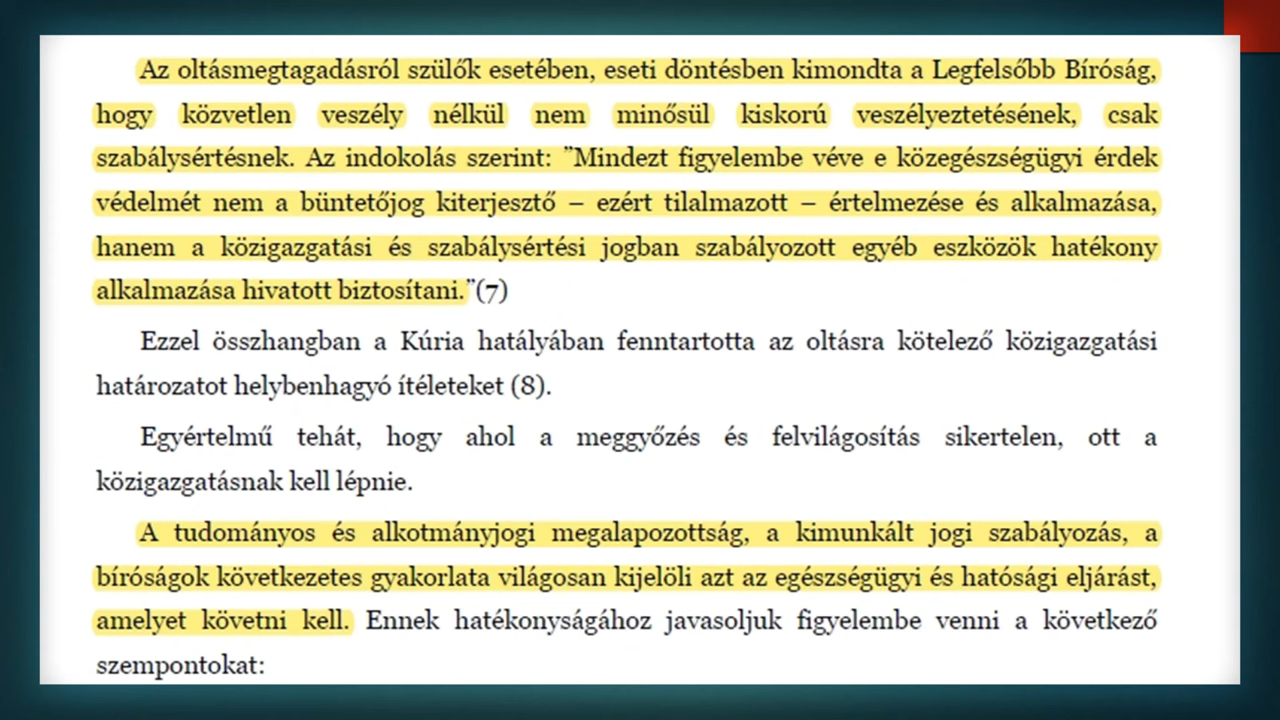 Az oltásmegtagadásról szülők esetében, eseti döntésben kimondta a Legfelsőbb Bíróság,
hogy közvetlen veszély nélkül nem minősül kiskorú veszélyeztetésének, csak
szabálysértésnek. Az indokolás szerint: ”Mindezt figyelembe véve e közegészségügyi érdek
védelmét nem a büntetőjog kiterjesztő – ezért tilalmazott – értelmezése és alkalmazása,
hanem a közigazgatási és szabálysértési jogban szabályozott egyéb eszközök hatékony
alkalmazása hivatott biztosítani.”(7)
Ezzel összhangban a Kúria hatályában fenntartotta az oltásra kötelező közigazgatási
határozatot helybenhagyó ítéleteket (8).
Egyértelmű tehát, hogy ahol a meggyőzés és felvilágosítás sikertelen, ott a
közigazgatásnak kell lépnie.
A tudományos és alkotmányjogi megalapozottság, a kimunkált jogi szabályozás, a
bíróságok következetes gyakorlata világosan kijelöli azt az egészségügyi és hatósági eljárást,
amelyet követni kell. Ennek hatékonyságához javasoljuk figyelembe venni a következő
szempontokat: